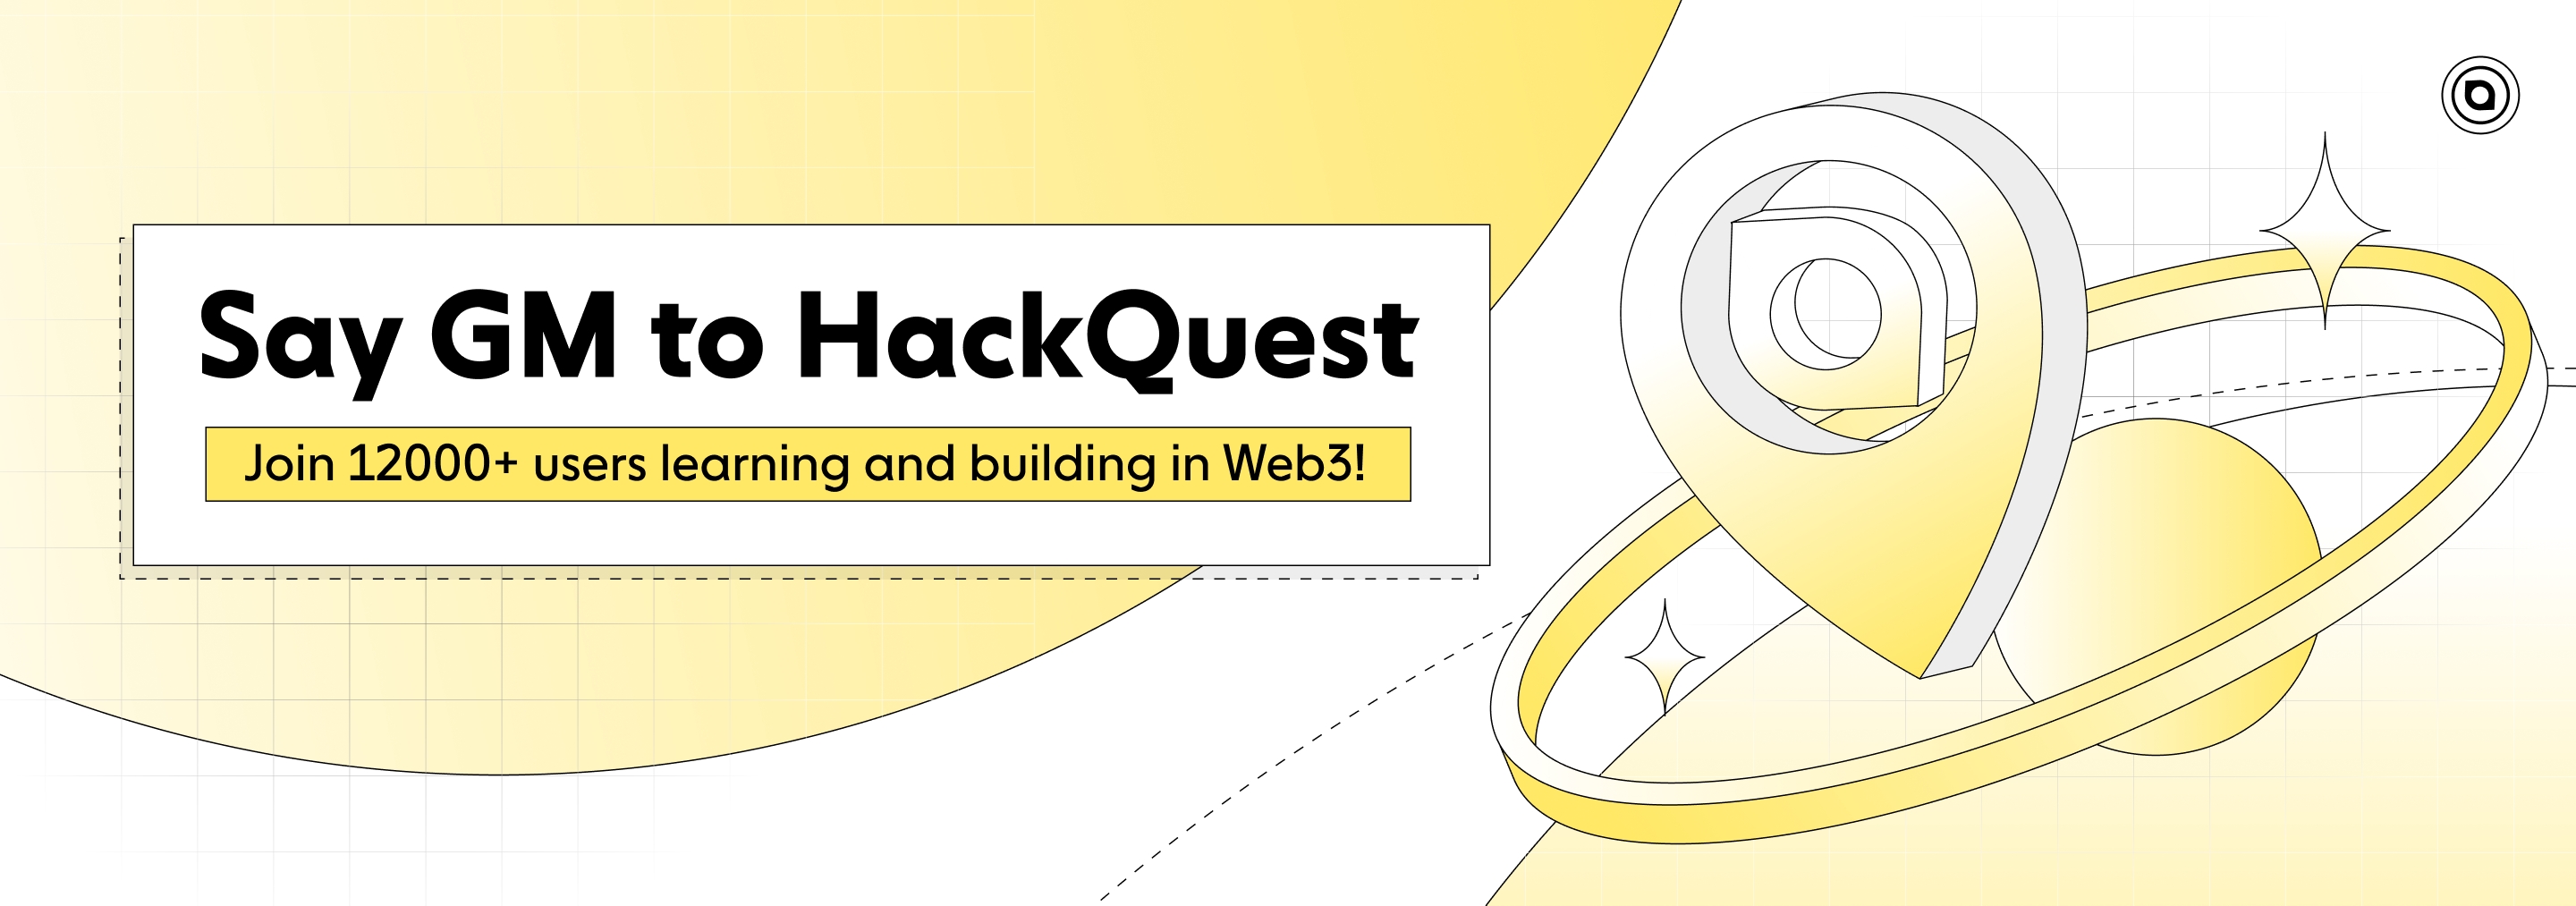 Say GM to HackQuest
Join 12000+ users learning and building in Web3!